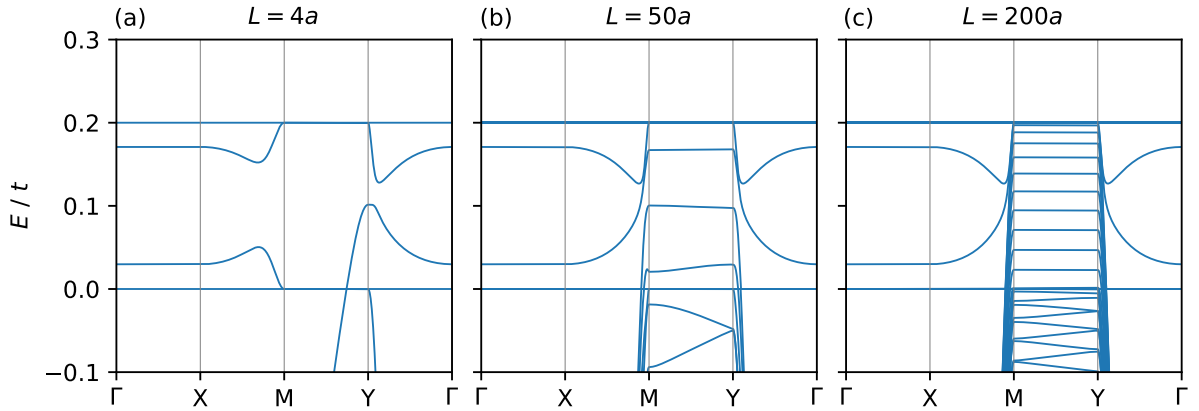 (a) L = 4a (b) L = 50a (c) L = 200a
0.3
0.2
0.1
0.0
−0.1
E / t
Γ X M Y Γ X M Y Γ X M Y Γ